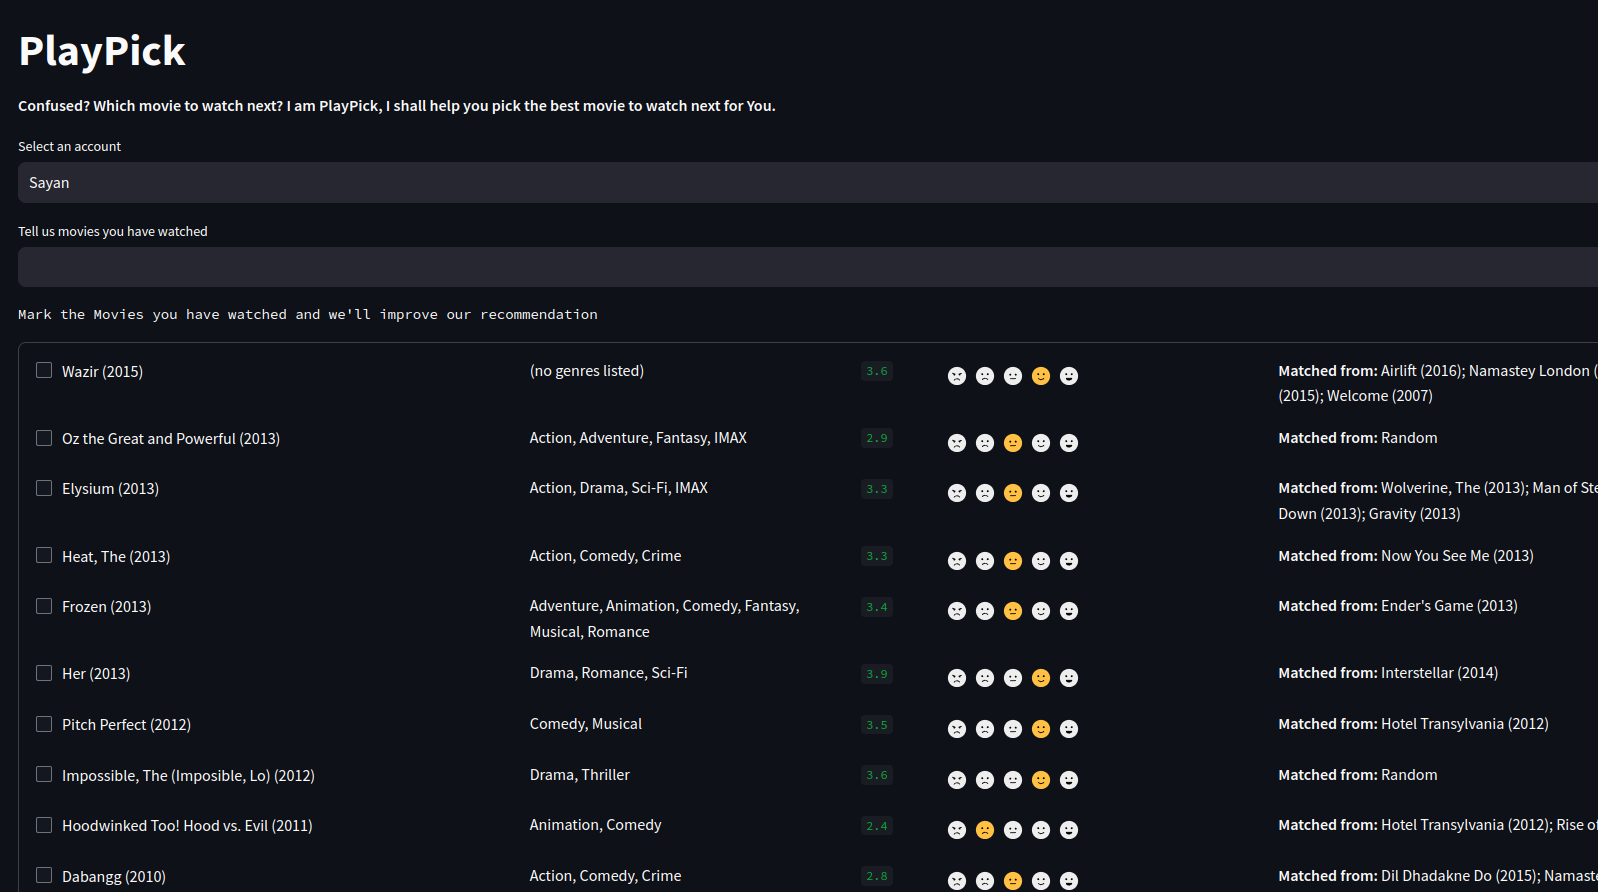 PlayPick
Confused? Which movie to watch next? I am PlayPick, I shall help you pick the best movie to watch next for You.
Select an account
Sayan
Tell us movies you have watched
Mark the Movies you have watched and we'll improve our recommendation
Wazir (2015) (no genres listed) 3.6 Matched from: Airlift (2016); Namastey London (
(2015); Welcome (2007)
Oz the Great and Powerful (2013) Action, Adventure, Fantasy, IMAX 2.9 Matched from: Random
Elysium (2013) Action, Drama, Sci-Fi, IMAX 3.3 Matched from: Wolverine, The (2013); Man of Ste
Down (2013); Gravity (2013)
Heat, The (2013) Action, Comedy, Crime 3.3 Matched from: Now You See Me (2013)
Frozen (2013) Adventure, Animation, Comedy, Fantasy, 3.4 Matched from: Ender's Game (2013)
Musical, Romance
Her (2013) Drama, Romance, Sci-Fi 3.9 Matched from: Interstellar (2014)
Pitch Perfect (2012) Comedy, Musical 3.5 Matched from: Hotel Transylvania (2012)
Impossible, The (Imposible, Lo) (2012) Drama, Thriller 3.6 Matched from: Random
Hoodwinked Too! Hood vs. Evil (2011) Animation, Comedy 2.4 Matched from: Hotel Transylvania (2012); Rise of
Dabangg (2010) Action, Comedy, Crime 2.8 Matched from: Dil Dhadakne Do (2015); Namaste